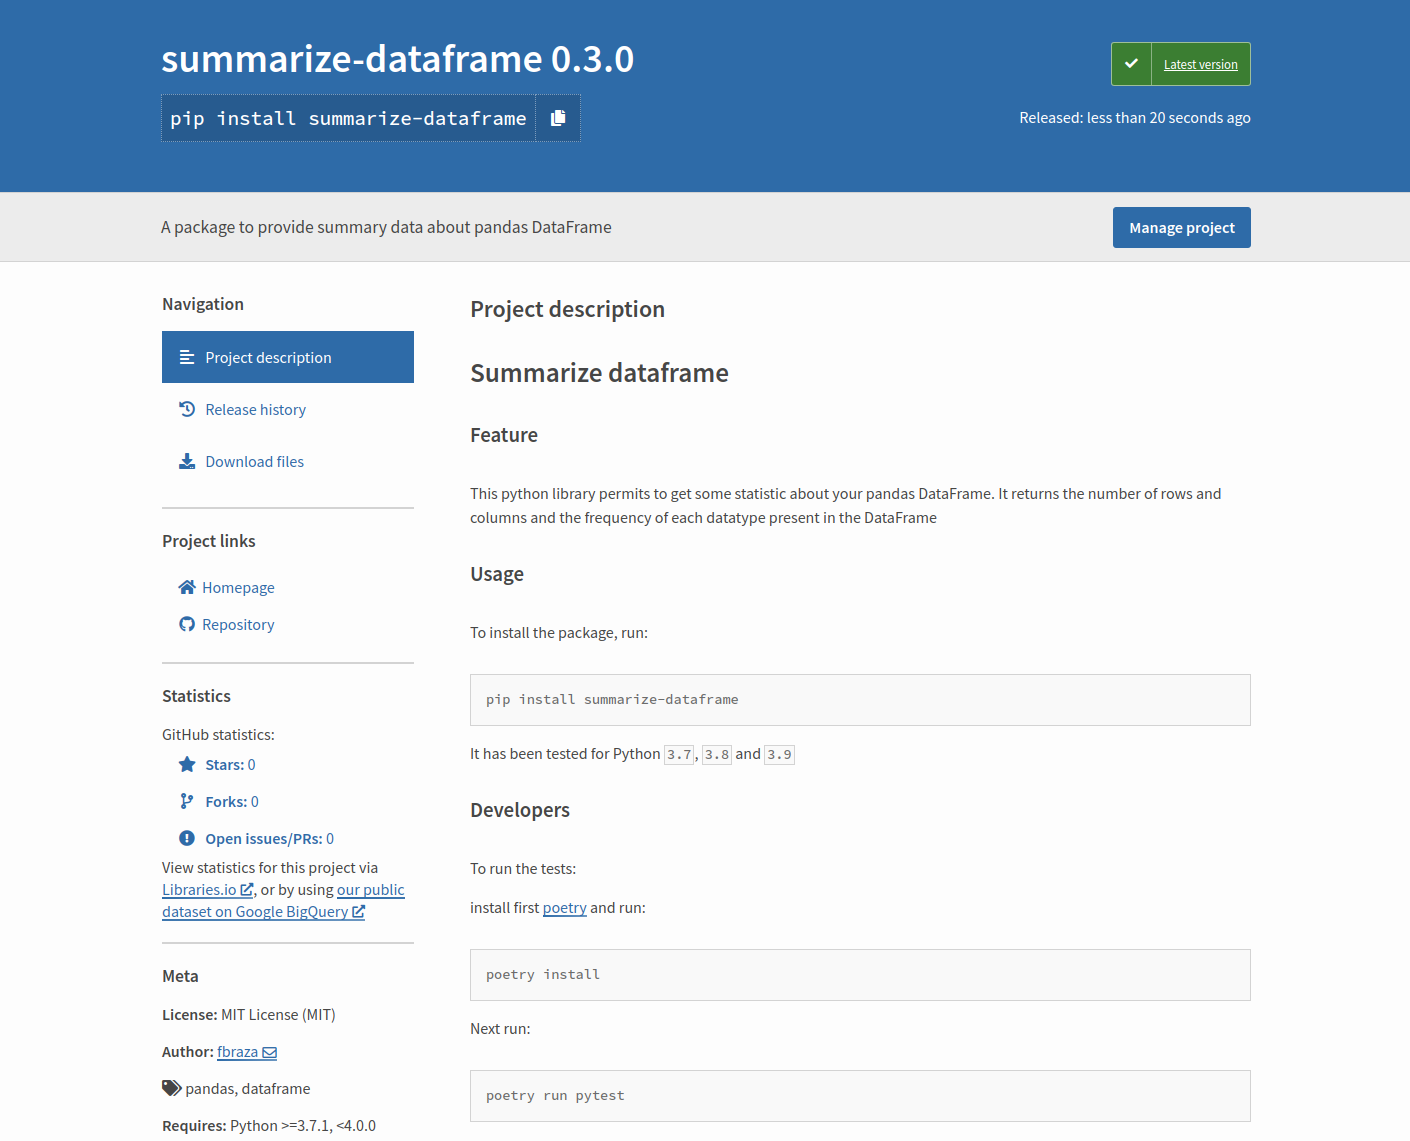 summarize-dataframe 0.3.0
pip install summarize-dataframe
Latest version
Released: less than 20 seconds ago
A package to provide summary data about pandas DataFrame
Manage project
Navigation
Project description
Release history
Download files
Project links
Homepage
Repository
Statistics
GitHub statistics:
Stars: 0
Forks: 0
Open issues/PRs: 0
View statistics for this project via
Libraries.io, or by using our public
dataset on Google BigQuery
Meta
License: MIT License (MIT)
Author: fbraza
pandas, dataframe
Requires: Python >=3.7.1, <4.0.0
Project description
Summarize dataframe
Feature
This python library permits to get some statistic about your pandas DataFrame. It returns the number of rows and
columns and the frequency of each datatype present in the DataFrame
Usage
To install the package, run:
pip install summarize-dataframe
It has been tested for Python 3.7, 3.8 and 3.9
Developers
To run the tests:
install first poetry and run:
poetry install
Next run:
poetry run pytest